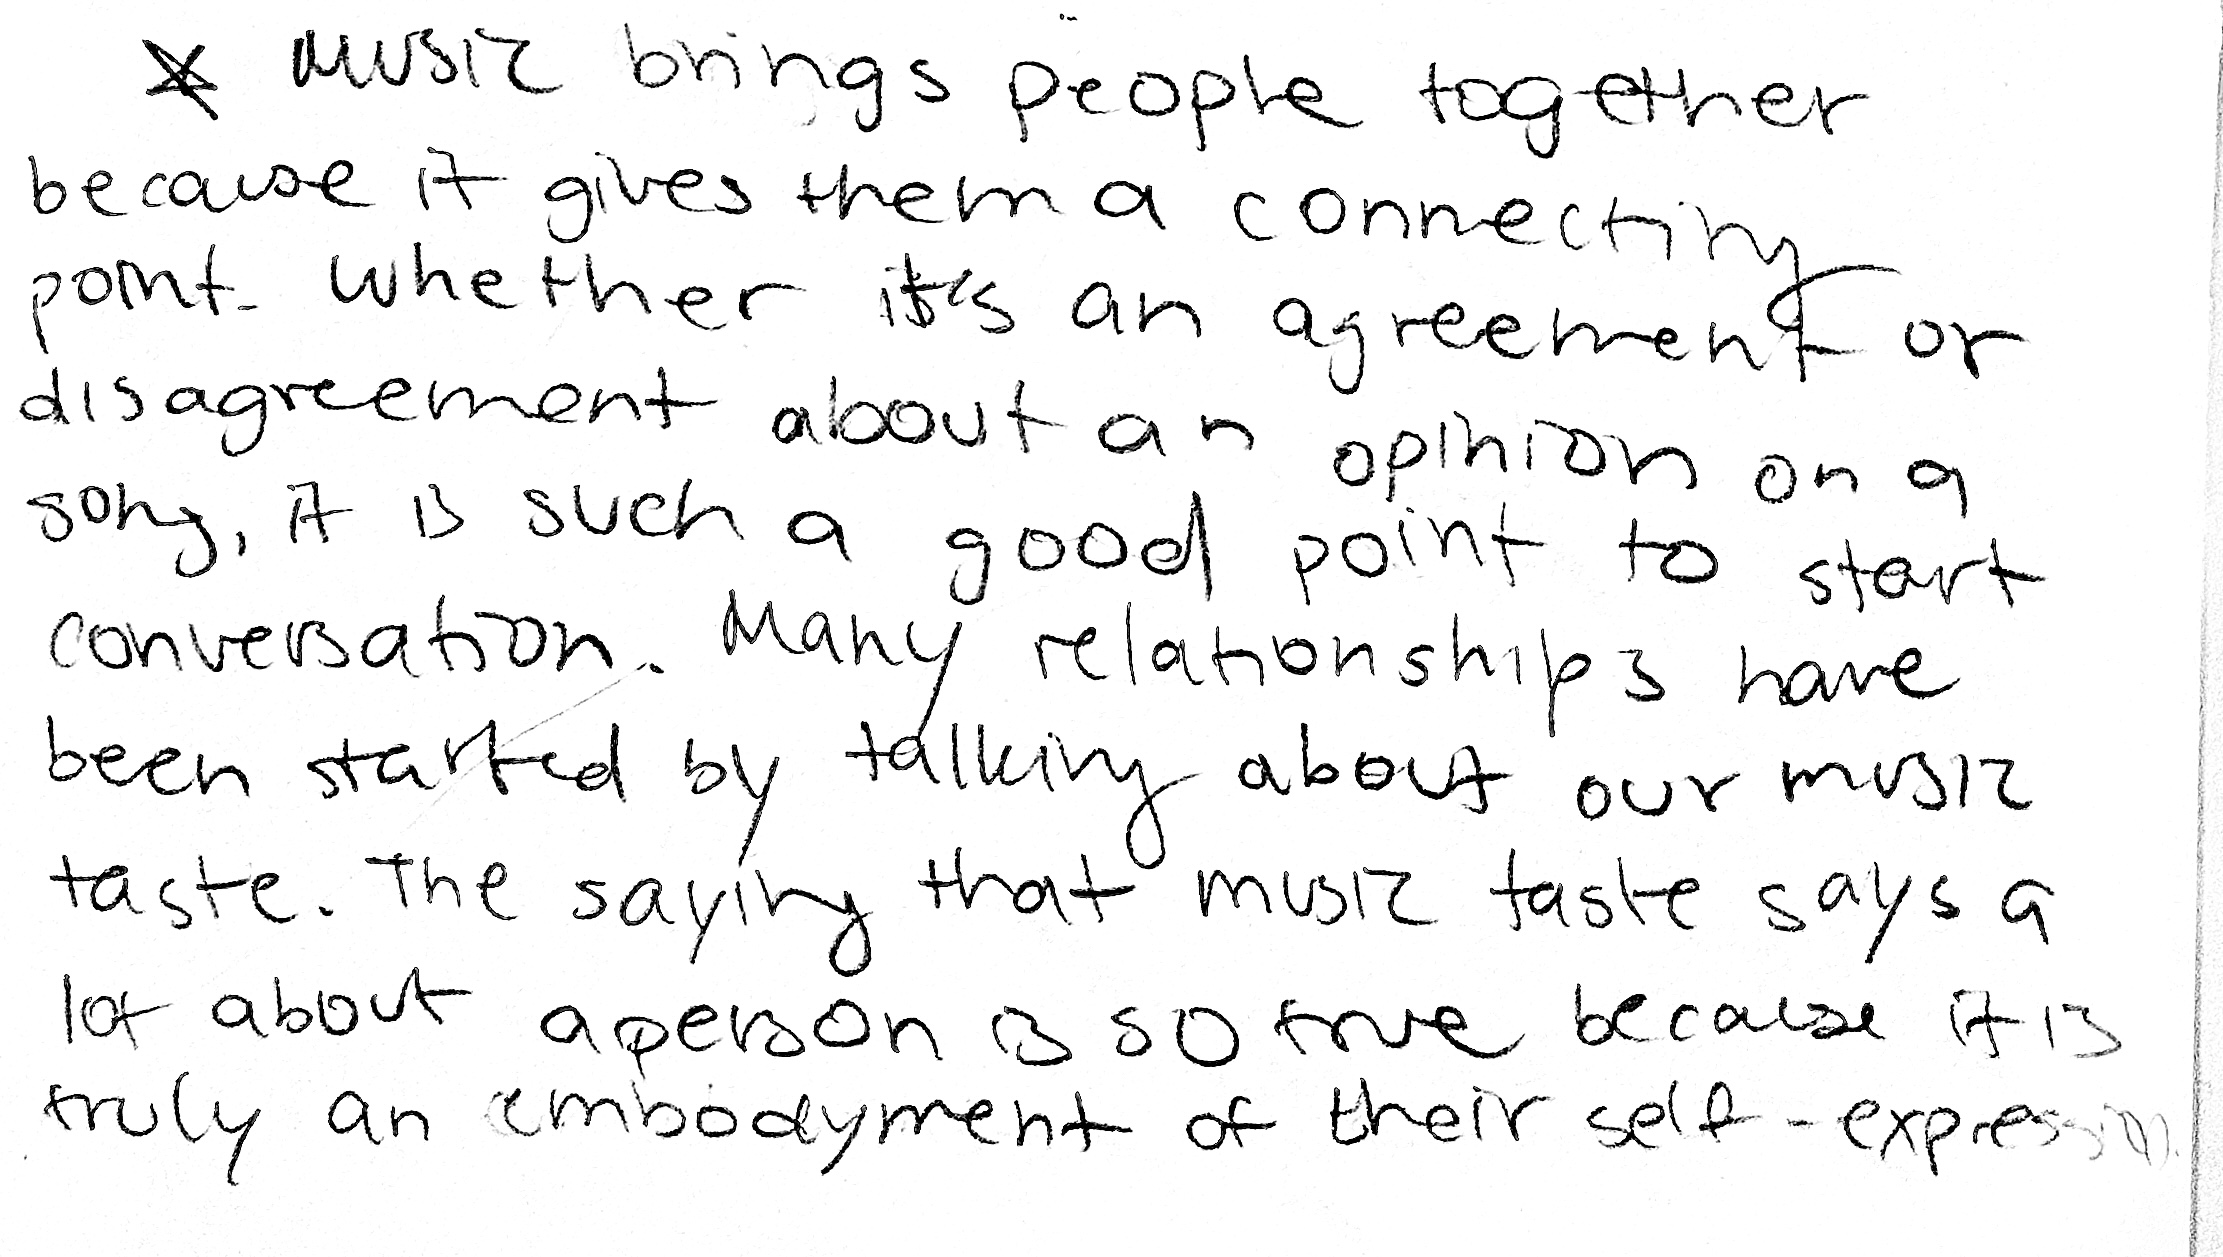 * Music brings people together
because it gives them a connecting
point. Whether it's an agreement or
disagreement about an opinion on a
song, it is such a good point to start
conversation. Many relationships have
been started by talking about our music
taste. The saying that music taste says a
lot about a person is so true because it is
truly an embodyment of their self-expression.